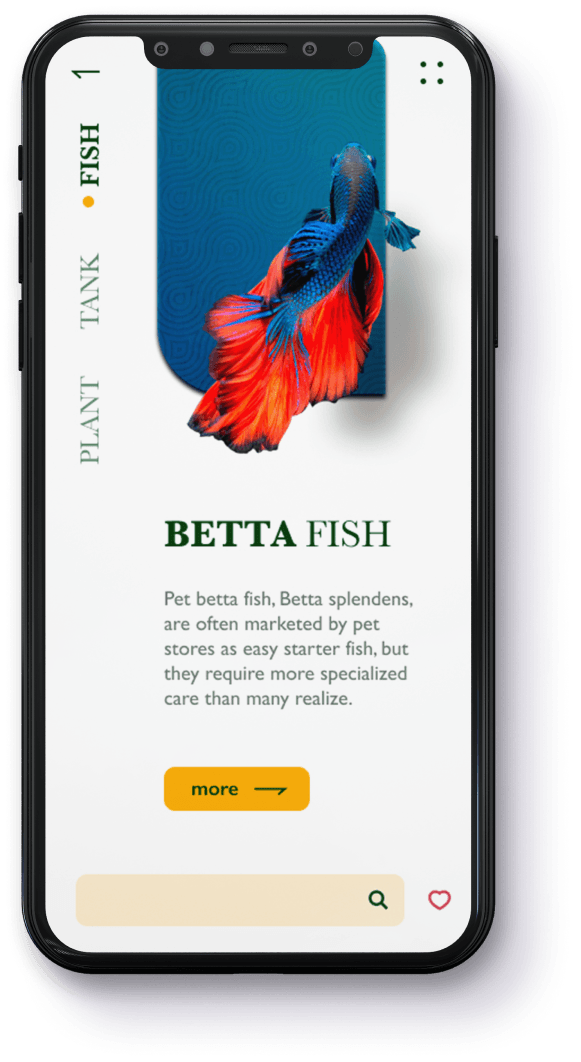 FISH
TANK
PLANT
BETTA FISH
Pet betta fish, Betta splendens,
are often marketed by pet
stores as easy starter fish, but
they require more specialized
care than many realize.
more